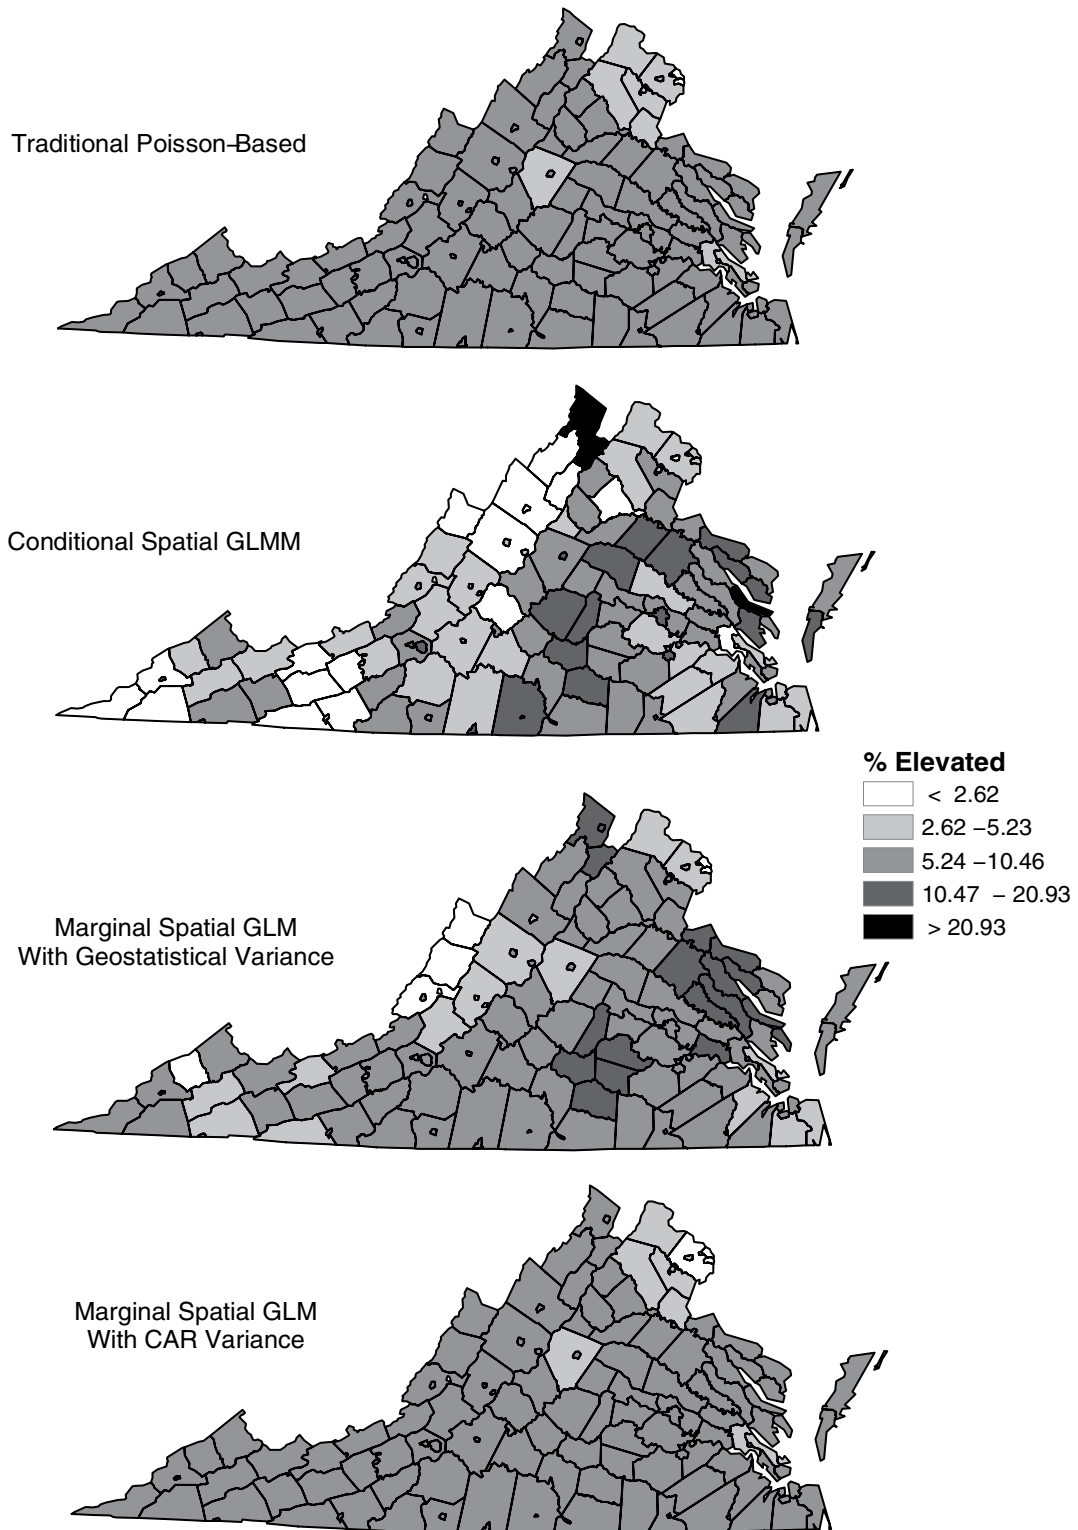 Traditional Poisson–Based
Conditional Spatial GLMM
% Elevated
< 2.62
2.62 –5.23
5.24 –10.46
10.47 – 20.93
> 20.93
Marginal Spatial GLM
With Geostatistical Variance
Marginal Spatial GLM
With CAR Variance